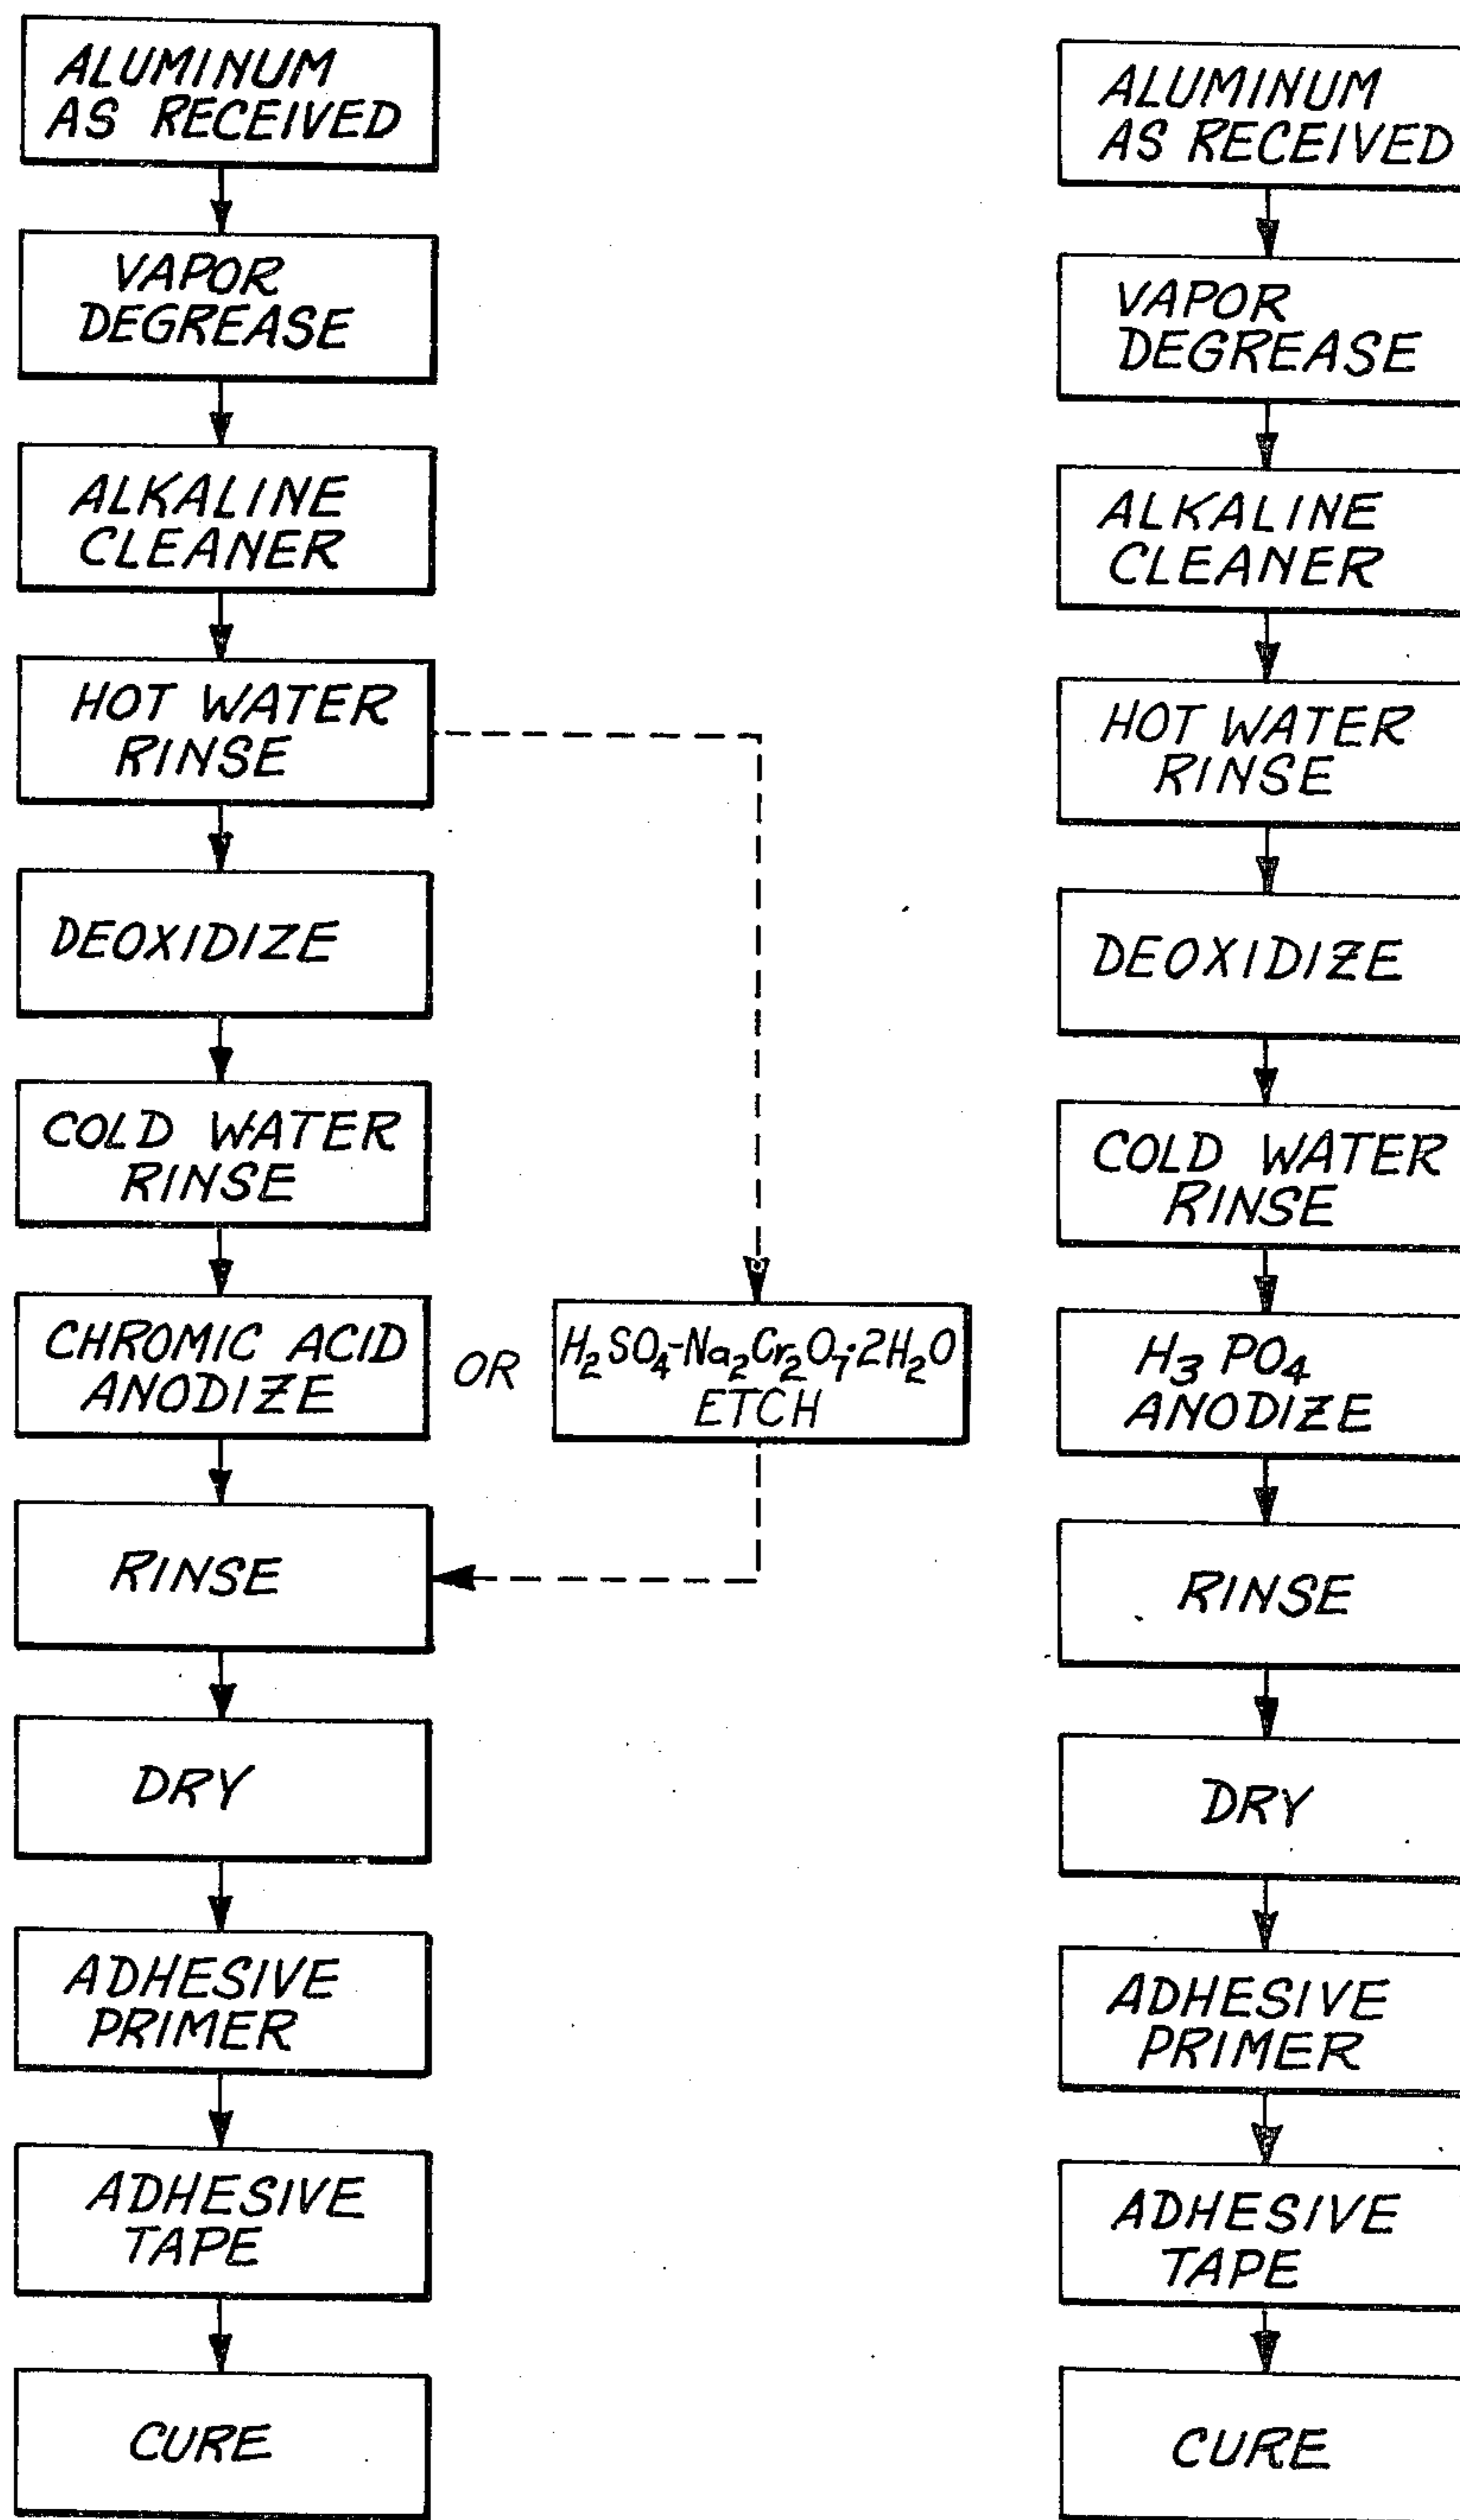 ALUMINUM
AS RECEIVED
VAPOR
DEGREASE
ALKALINE
CLEANER
HOT WATER
RINSE
DEOXIDIZE
COLD WATER
RINSE
CHROMIC ACID
ANODIZE
OR
H₂SO₄-Na₂Cr₂O₇·2H₂O
ETCH
RINSE
DRY
ADHESIVE
PRIMER
ADHESIVE
TAPE
CURE
ALUMINUM
AS RECEIVED
VAPOR
DEGREASE
ALKALINE
CLEANER
HOT WATER
RINSE
DEOXIDIZE
COLD WATER
RINSE
H₃PO₄
ANODIZE
RINSE
DRY
ADHESIVE
PRIMER
ADHESIVE
TAPE
CURE